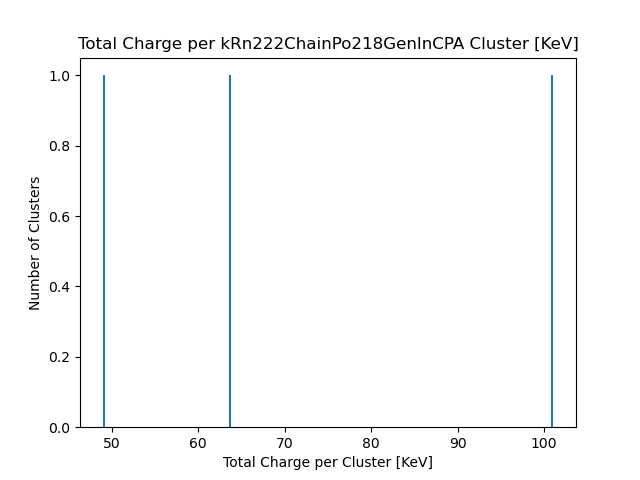 Total Charge per kRn222ChainPo218GenInCPA Cluster [KeV]
1.0
0.8
0.6
0.4
0.2
0.0
Number of Clusters
50 60 70 80 90 100
Total Charge per Cluster [KeV]